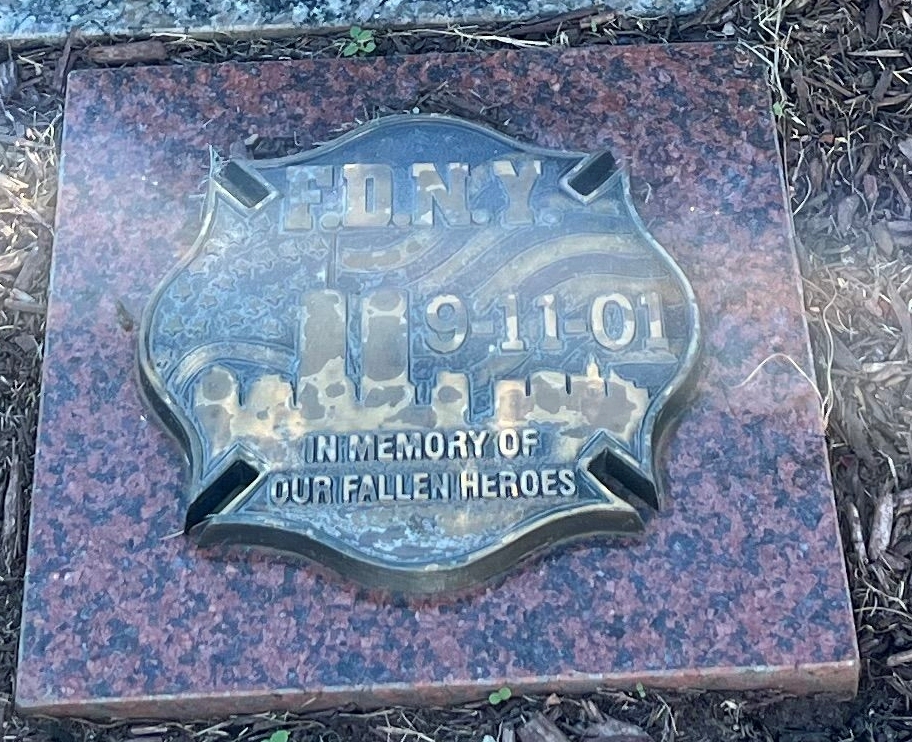 F.D.N.Y.
9-11-01
IN MEMORY OF
OUR FALLEN HEROES